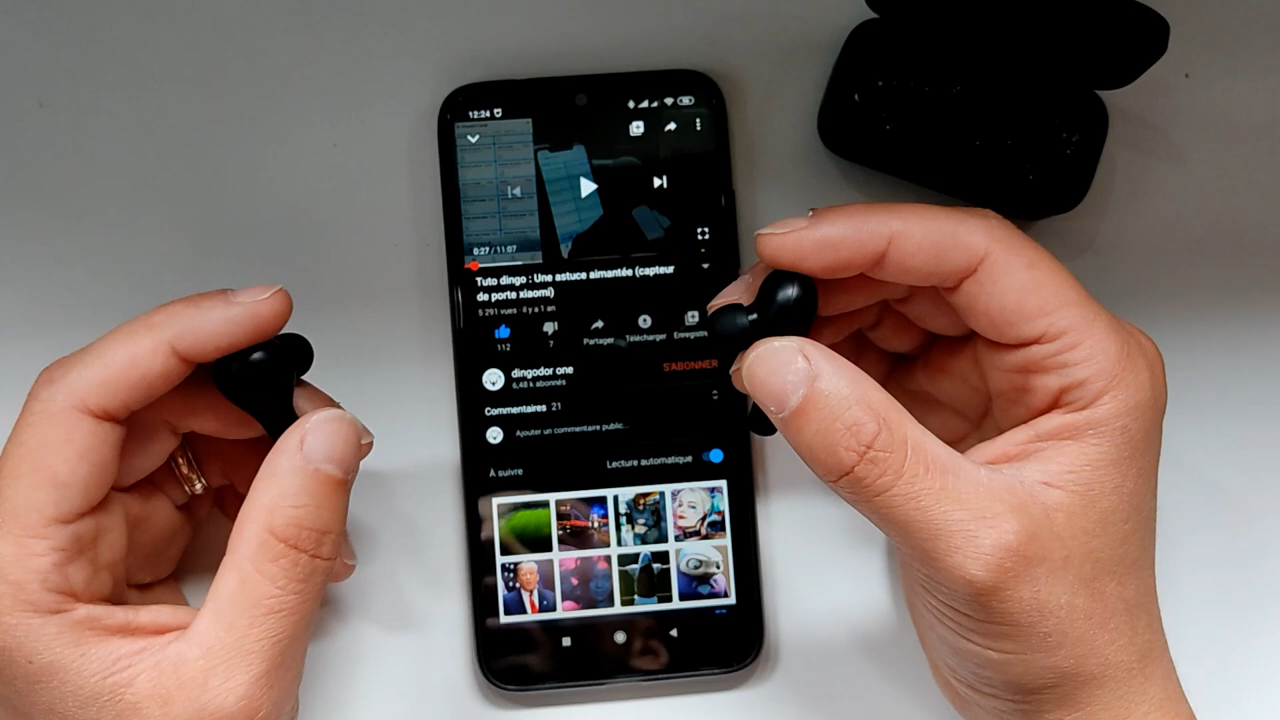 12:24
0:27 / 11:07
Tuto dingo : Une astuce aimantée (capteur
de porte xiaomi)
5 291 vues · il y a 1 an
112
7
Partager
Télécharger
dingodor one
6,48 k abonnés
S'ABONNER
Commentaires 21
Ajouter un commentaire public...
À suivre
Lecture automatique